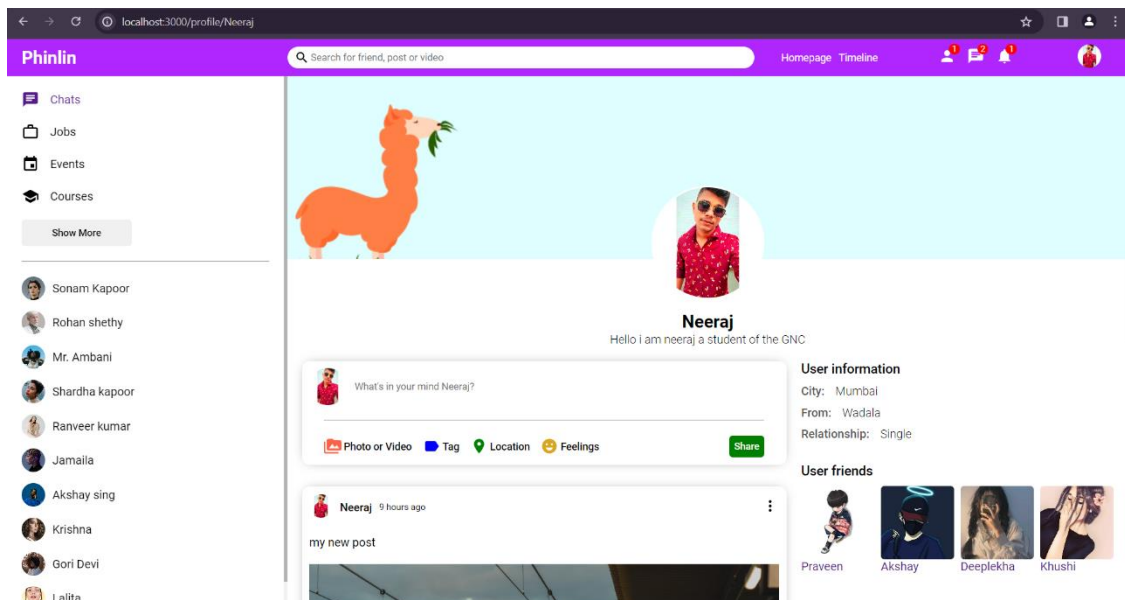 localhost:3000/profile/Neeraj
Phinlin
Search for friend, post or video
Homepage Timeline
1
2
1
Chats
Jobs
Events
Courses
Show More
Sonam Kapoor
Rohan shethy
Mr. Ambani
Shardha kapoor
Ranveer kumar
Jamaila
Akshay sing
Krishna
Gori Devi
Lalita
Neeraj
Hello i am neeraj a student of the GNC
What's in your mind Neeraj?
Photo or Video Tag Location Feelings Share
Neeraj 9 hours ago
my new post
User information
City: Mumbai
From: Wadala
Relationship: Single
User friends
Praveen Akshay Deeplekha Khushi